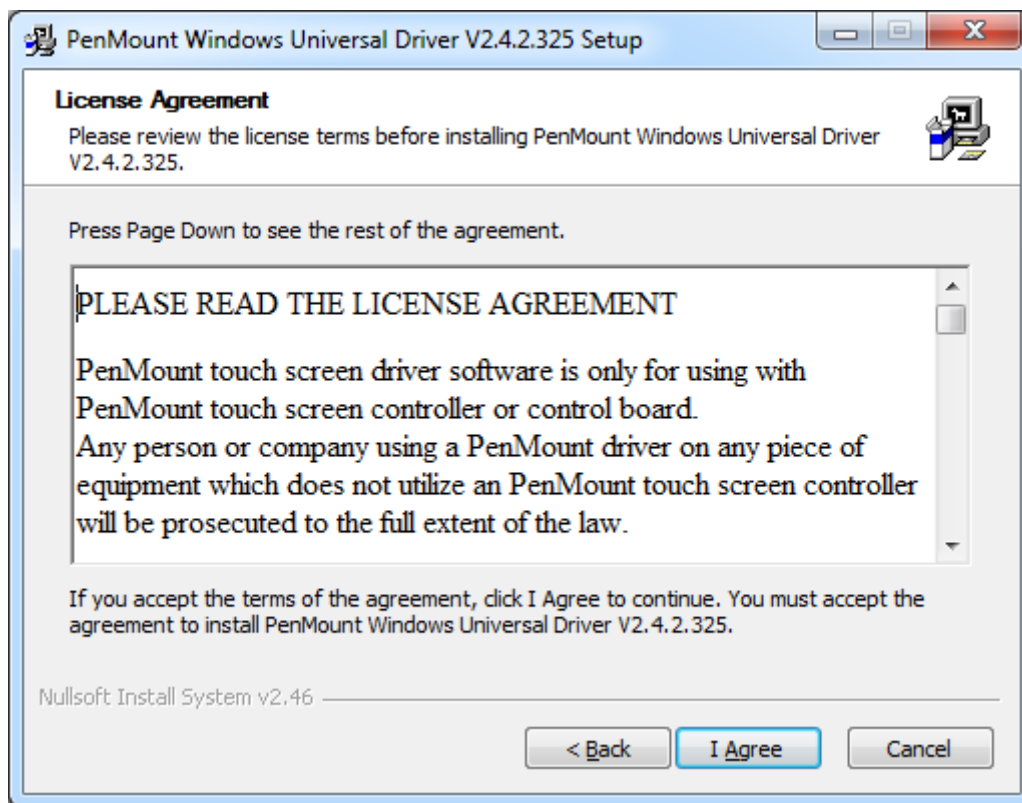 PenMount Windows Universal Driver V2.4.2.325 Setup
License Agreement
Please review the license terms before installing PenMount Windows Universal Driver
V2.4.2.325.
Press Page Down to see the rest of the agreement.
PLEASE READ THE LICENSE AGREEMENT
PenMount touch screen driver software is only for using with
PenMount touch screen controller or control board.
Any person or company using a PenMount driver on any piece of
equipment which does not utilize an PenMount touch screen controller
will be prosecuted to the full extent of the law.
If you accept the terms of the agreement, click I Agree to continue. You must accept the
agreement to install PenMount Windows Universal Driver V2.4.2.325.
Nullsoft Install System v2.46
< Back
I Agree
Cancel